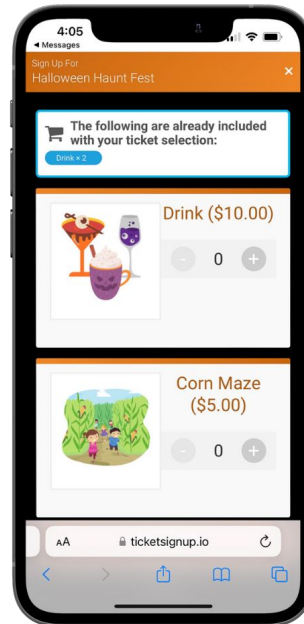 4:05
◀ Messages
Sign Up For
Halloween Haunt Fest
×
The following are already included
with your ticket selection:
Drink × 2
Drink ($10.00)
- 0 +
Corn Maze
($5.00)
- 0 +
AA ticketsignup.io